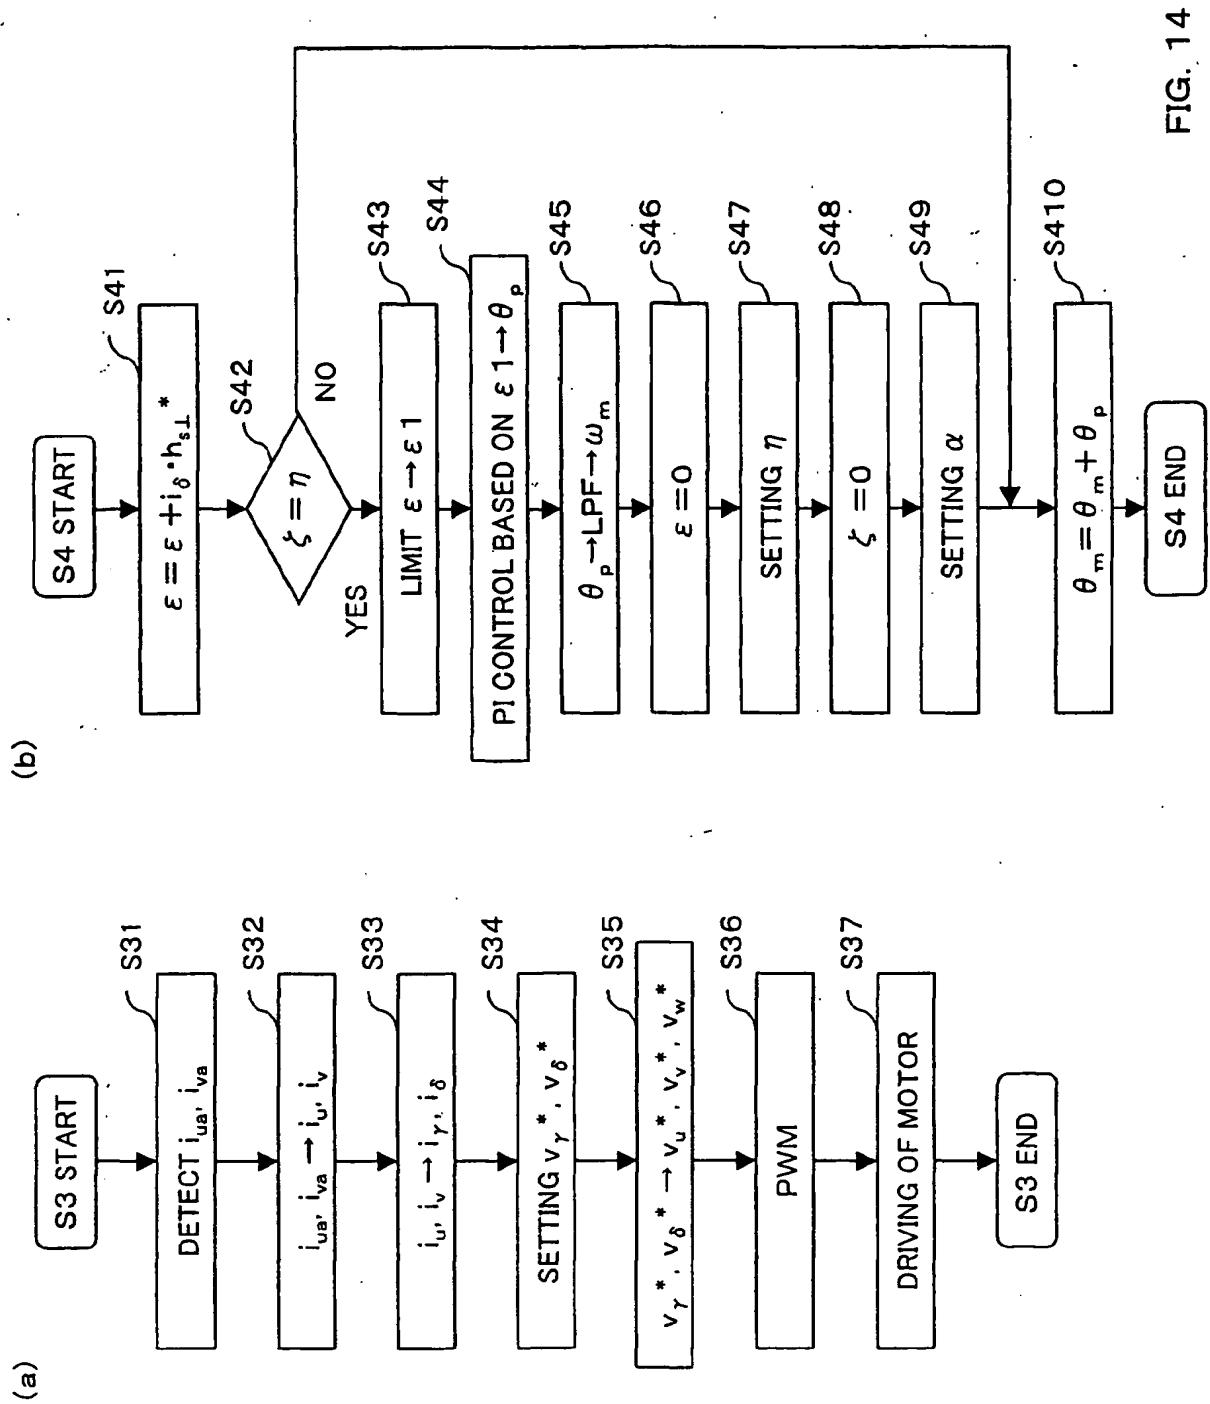 (a)
S3 START
S31
DETECT i_ua, i_va
S32
i_ua, i_va → i_u, i_v
S33
i_u, i_v → i_γ, i_δ
S34
SETTING v_γ*, v_δ*
S35
v_γ*, v_δ* → v_u*, v_v*, v_w*
S36
PWM
S37
DRIVING OF MOTOR
S3 END
(b)
S4 START
S41
ε = ε + i_δ · h_s⊥*
S42
ζ = η
NO
YES
S43
LIMIT ε → ε 1
S44
PI CONTROL BASED ON ε 1 → θ_p
S45
θ_p → LPF → ω_m
S46
ε = 0
S47
SETTING η
S48
ζ = 0
S49
SETTING α
S410
θ_m = θ_m + θ_p
S4 END
FIG. 14